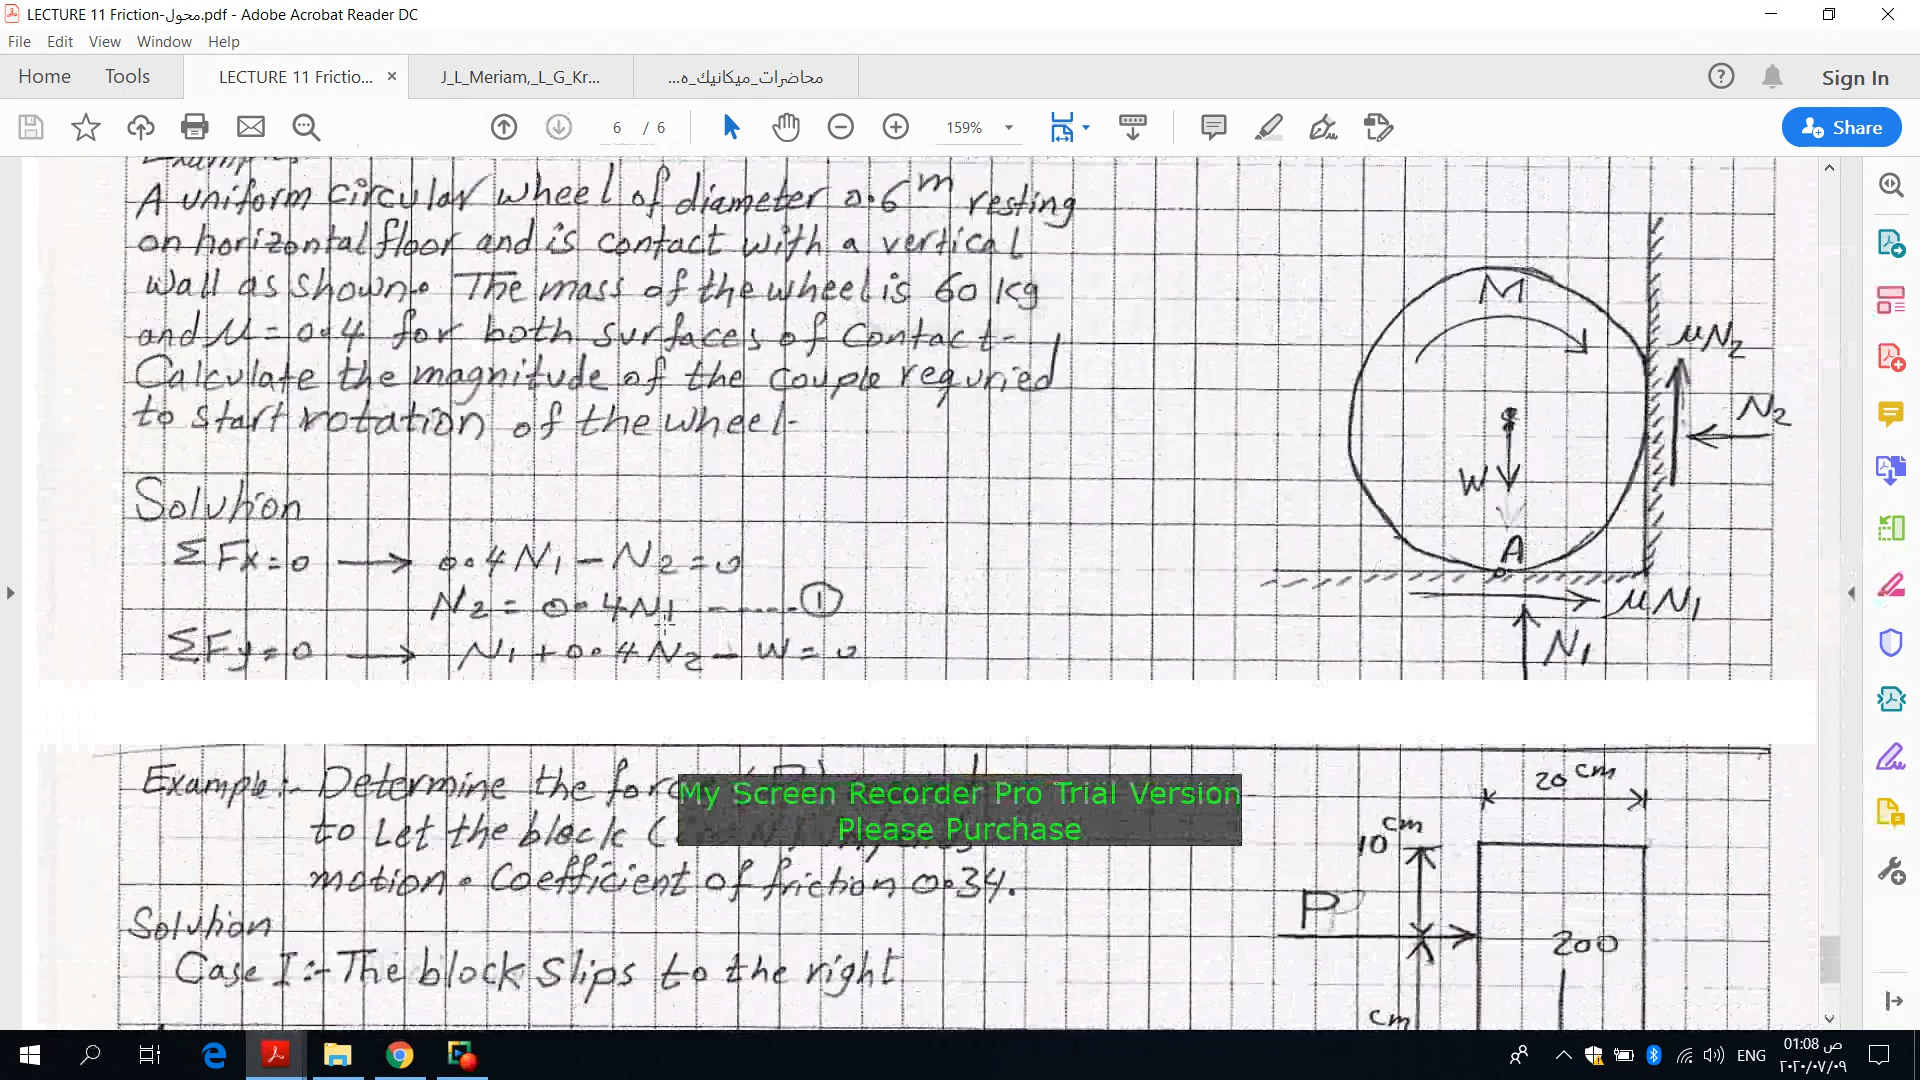 LECTURE 11 Friction-محول.pdf - Adobe Acrobat Reader DC
File Edit View Window Help
Home Tools LECTURE 11 Frictio... × J_L_Meriam,_L_G_Kr... محاضرات_ميكانيك_ه...
Sign In
6 / 6 159% Share
A uniform circular wheel of diameter 0.6 m resting
on horizontal floor and is contact with a vertical
wall as shown. The mass of the wheel is 60 kg
and M = 0.4 for both surfaces of Contact-
Calculate the magnitude of the couple requried
to start rotation of the wheel-
M
μN2
N2
W
A
μN1
N1
Solution
ΣFx=0 → 0.4N1 - N2 = 0
N2 = 0.4N1 ------ ①
ΣFy=0 → N1 + 0.4N2 - W = 0
Example:- Determine the
to Let the block
motion. Coefficient of friction 0.34.
My Screen Recorder Pro Trial Version
Please Purchase
Solution
Case I:- The block slips to the right
20 cm
10 cm
P
200
cm
ENG
01:08 ص
٢٠٢٠/٠٧/٠٩